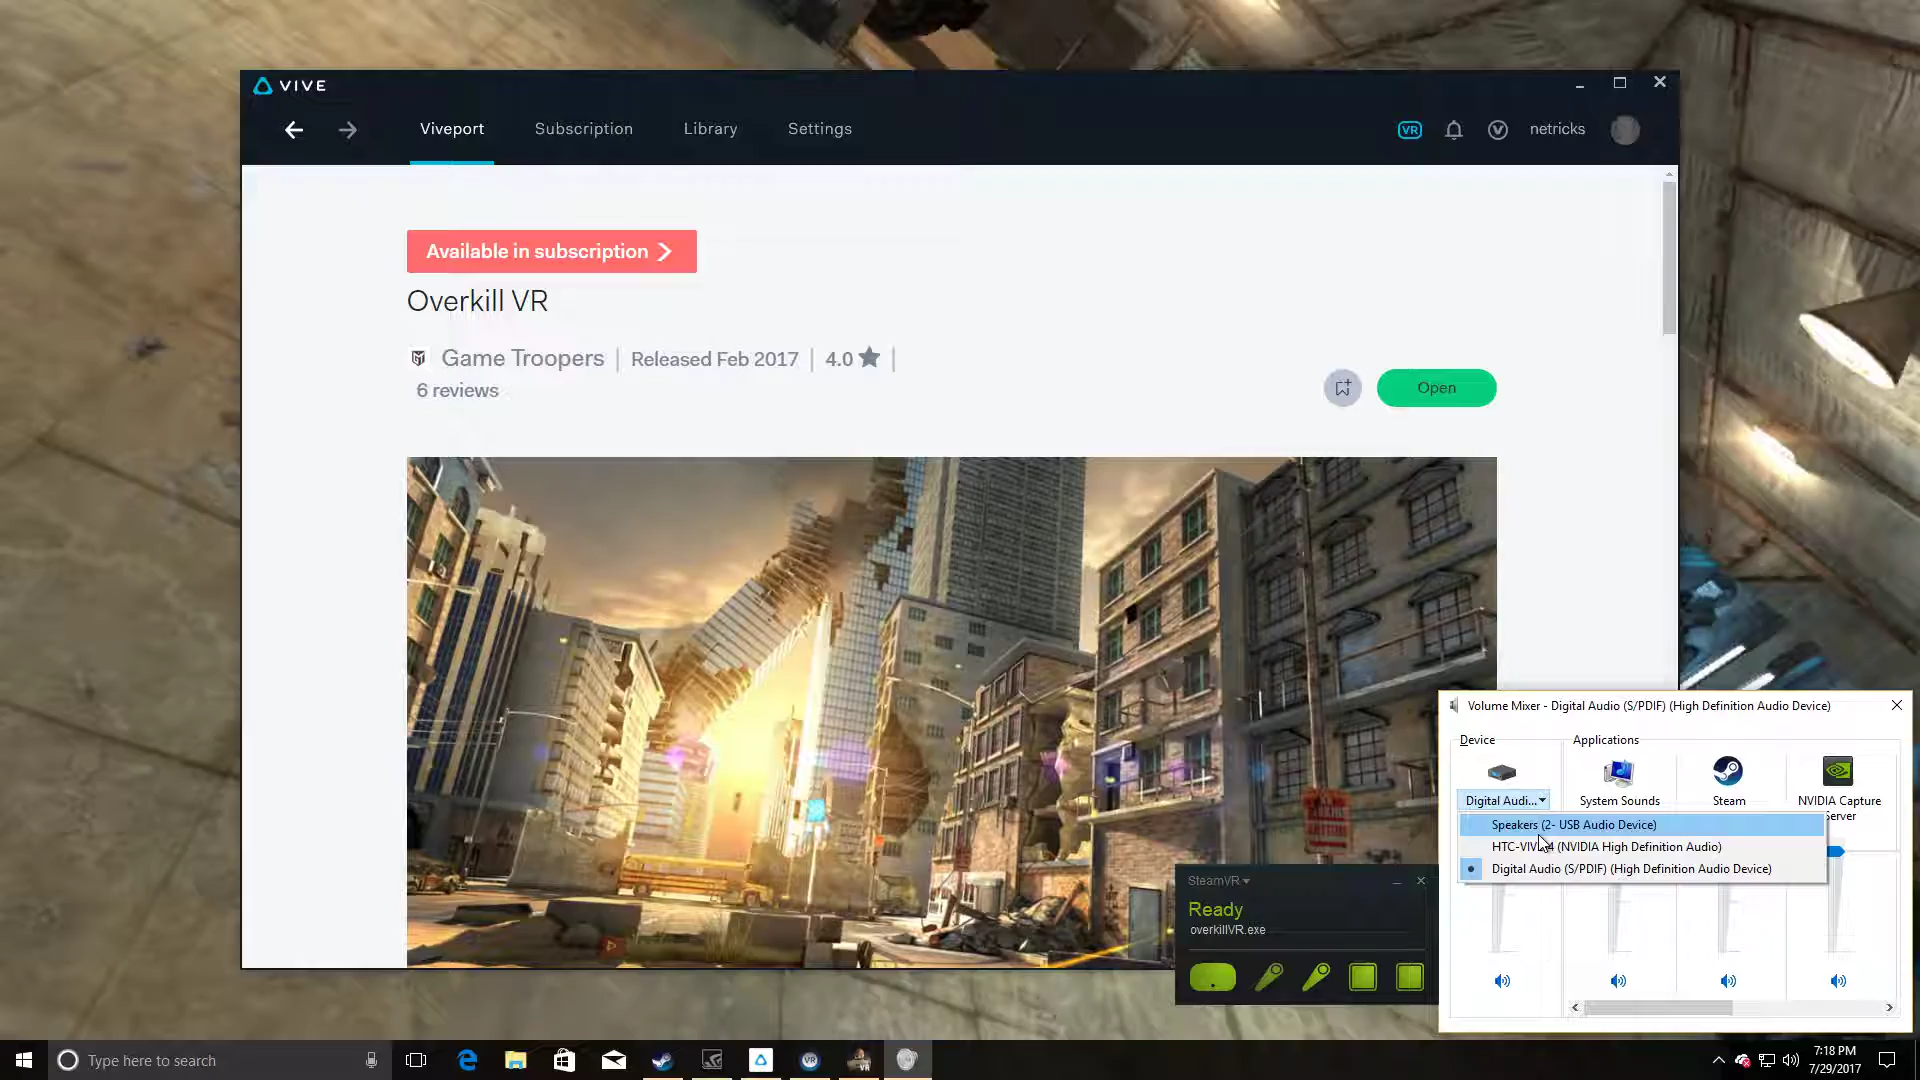 VIVE
Viveport
Subscription
Library
Settings
VR
netricks
Available in subscription
Overkill VR
Game Troopers
Released Feb 2017
4.0
6 reviews
Open
Volume Mixer - Digital Audio (S/PDIF) (High Definition Audio Device)
Device
Applications
Digital Audi...
System Sounds
Steam
NVIDIA Capture
Speakers (2- USB Audio Device)
(NVIDIA High Definition Audio)
Digital Audio (S/PDIF) (High Definition Audio Device)
SteamVR
Ready
overkillVR.exe
Type here to search
VR
VR
7:18 PM
7/29/2017